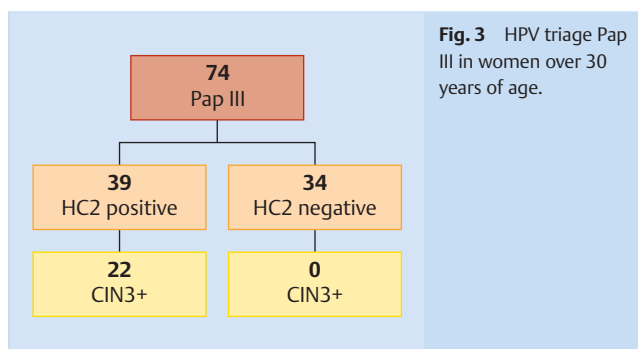 74
Pap III
39
HC2 positive
34
HC2 negative
22
CIN3+
0
CIN3+
Fig. 3 HPV triage Pap
III in women over 30
years of age.